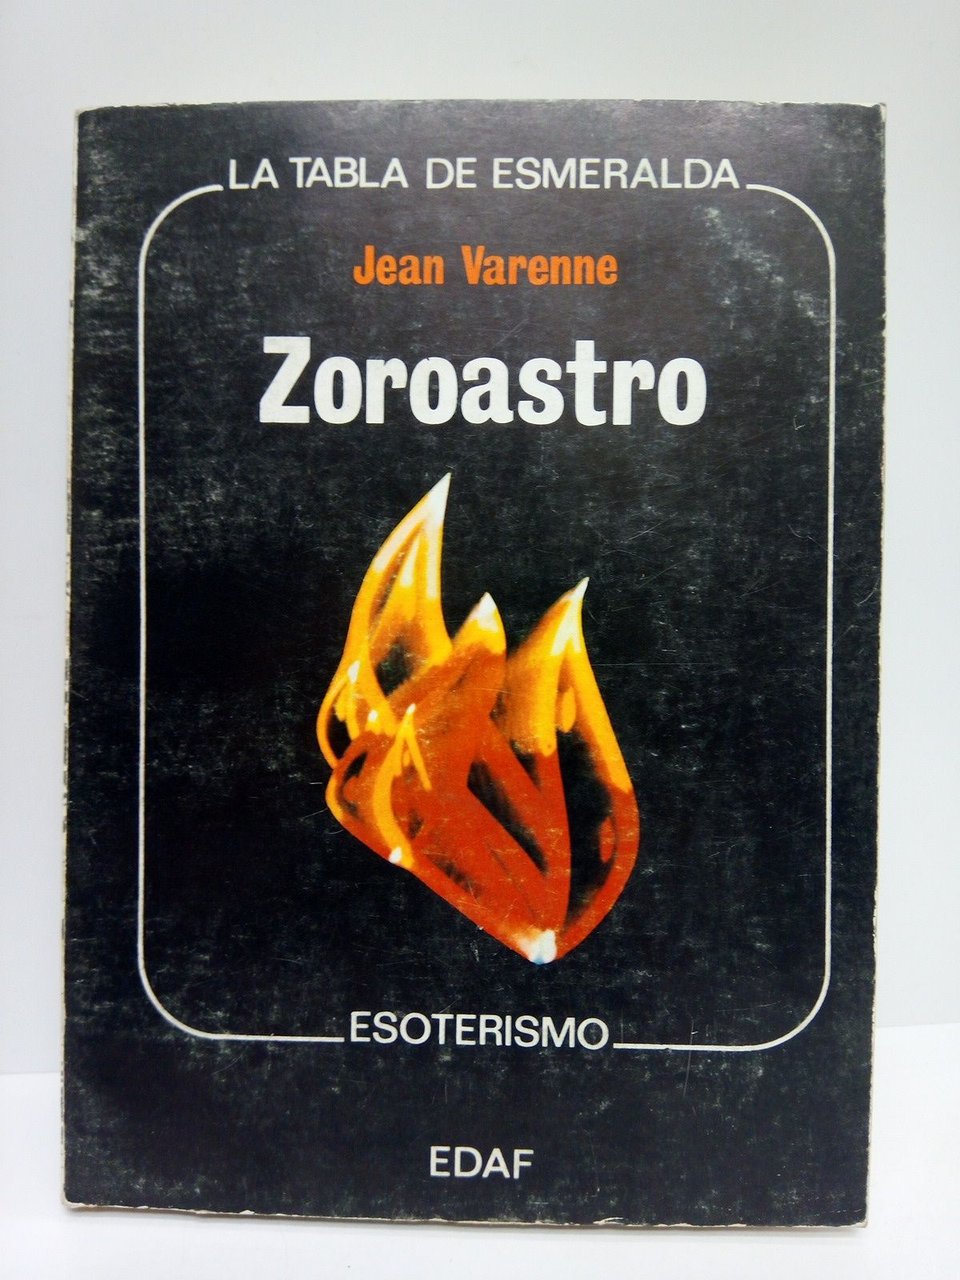 LA TABLA DE ESMERALDA
Jean Varenne
Zoroastro
ESOTERISMO
EDAF